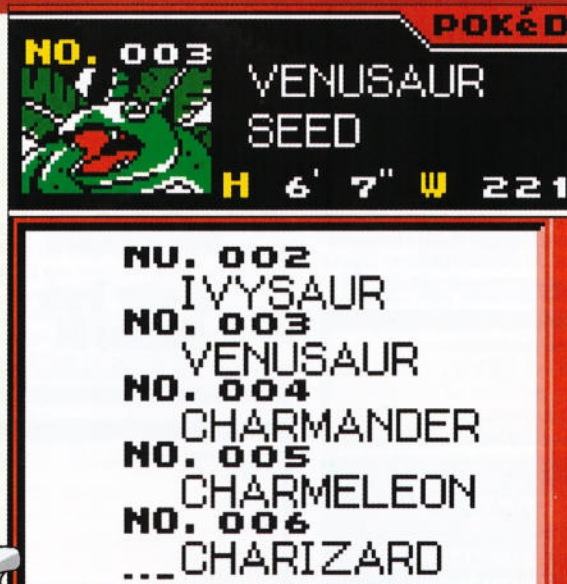 POKéD
NO. 003
VENUSAUR
SEED
H 6' 7" W 221
NU. 002
IVYSAUR
NO. 003
VENUSAUR
NO. 004
CHARMANDER
NO. 005
CHARMELEON
NO. 006
___CHARIZARD